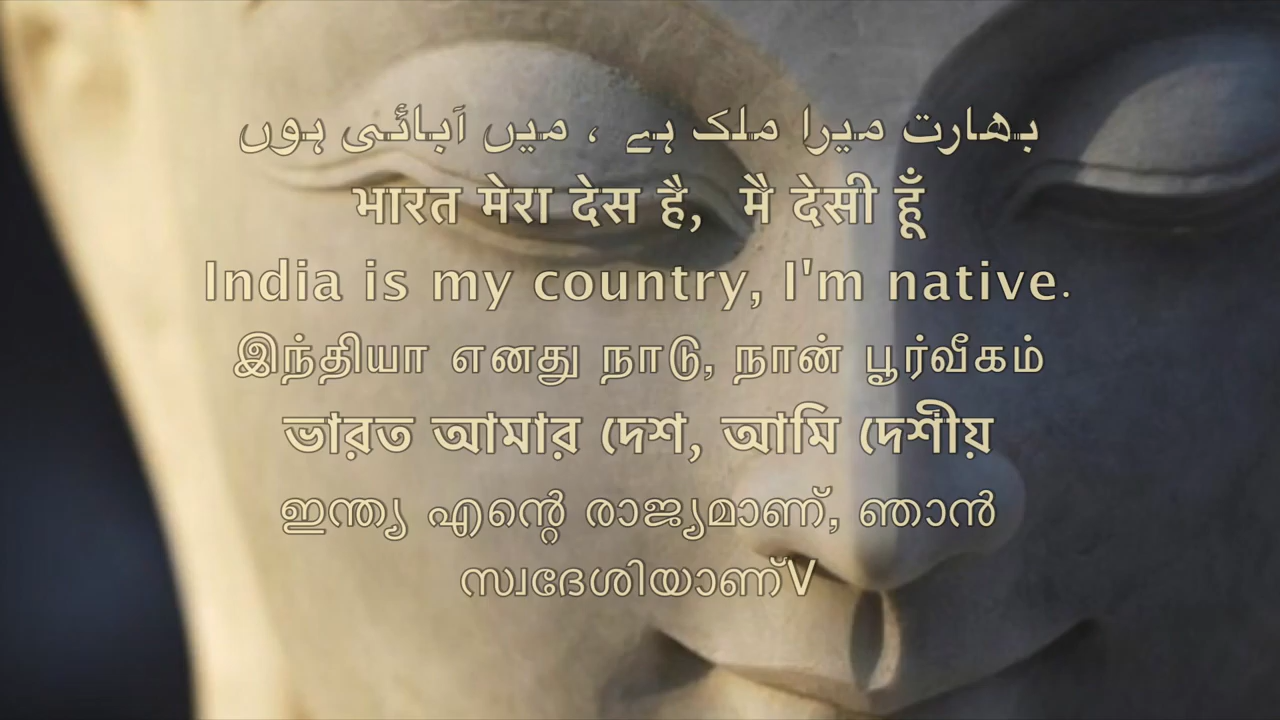 بھارت میرا ملک ہے ، میں آبائی ہوں
भारत मेरा देस है, मै देसी हूँ
India is my country, I'm native.
இந்தியா எனது நாடு, நான் பூர்வீகம்
ভারত আমার দেশ, আমি দেশীয়
ഇന്ത്യ എന്റെ രാജ്യമാണ്, ഞാൻ
സ്വദേശിയാണ്V